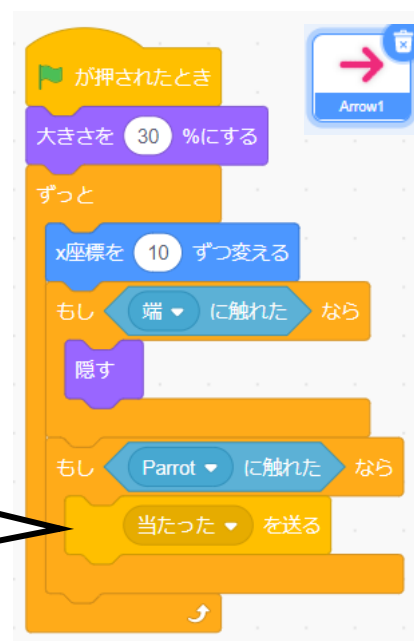 が押されたとき
Arrow1
大きさを 30 %にする
ずっと
x座標を 10 ずつ変える
もし 端 に触れた なら
隠す
もし Parrot に触れた なら
当たった を送る